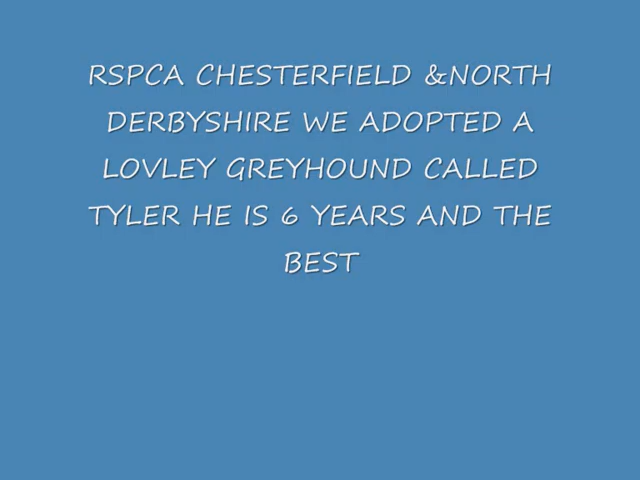 RSPCA CHESTERFIELD &NORTH
DERBYSHIRE WE ADOPTED A
LOVLEY GREYHOUND CALLED
TYLER HE IS 6 YEARS AND THE
BEST